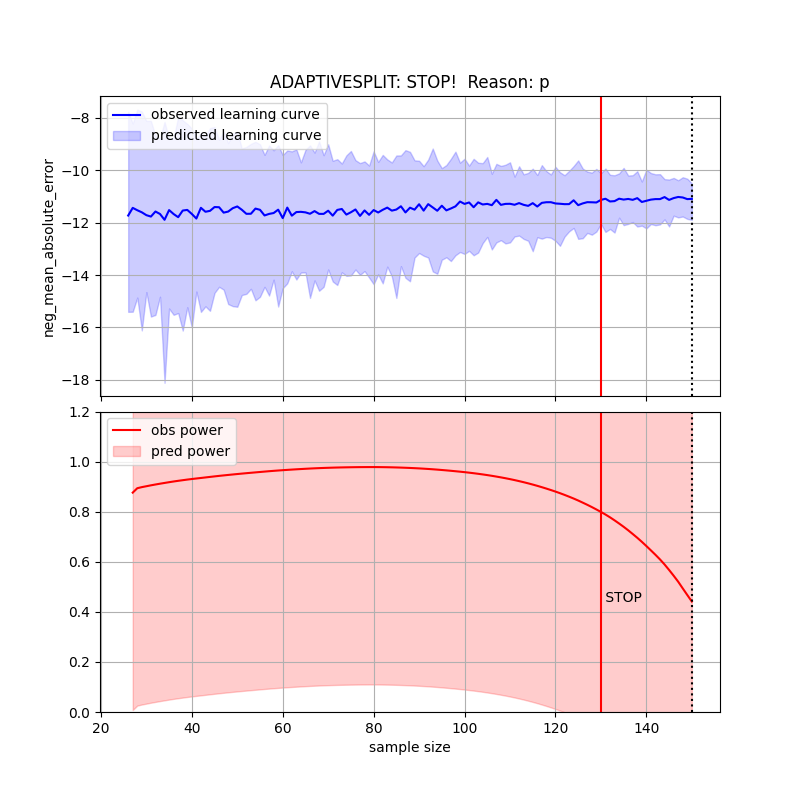 ADAPTIVESPLIT: STOP!  Reason: p
neg_mean_absolute_error
−8
−10
−12
−14
−16
−18
observed learning curve
predicted learning curve
1.2
1.0
0.8
0.6
0.4
0.2
0.0
obs power
pred power
STOP
20 40 60 80 100 120 140
sample size